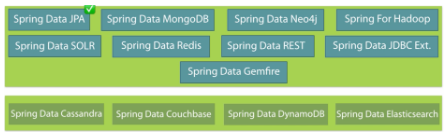 Spring Data JPA Spring Data MongoDB Spring Data Neo4j Spring For Hadoop
Spring Data SOLR Spring Data Redis Spring Data REST Spring Data JDBC Ext.
Spring Data Gemfire
Spring Data Cassandra Spring Data Couchbase Spring Data DynamoDB Spring Data Elasticsearch